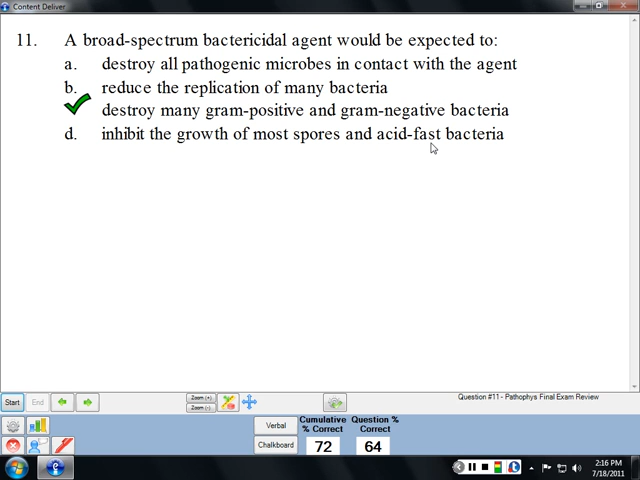 Content Deliver
11. A broad-spectrum bactericidal agent would be expected to:
a. destroy all pathogenic microbes in contact with the agent
b. reduce the replication of many bacteria
destroy many gram-positive and gram-negative bacteria
d. inhibit the growth of most spores and acid-fast bacteria
Start
End
Zoom (+)
Zoom (-)
Question #11 - Pathophys Final Exam Review
Verbal
Chalkboard
Cumulative % Correct
Question % Correct
72
64
2:16 PM
7/18/2011